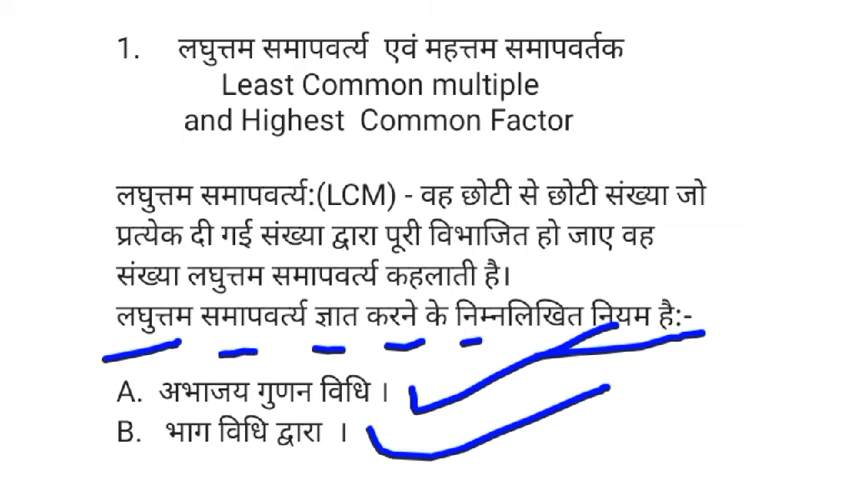 1. लघुत्तम समापवर्त्य एवं महत्तम समापवर्तक
Least Common multiple
and Highest Common Factor
लघुत्तम समापवर्त्य:(LCM) - वह छोटी से छोटी संख्या जो
प्रत्येक दी गई संख्या द्वारा पूरी विभाजित हो जाए वह
संख्या लघुत्तम समापवर्त्य कहलाती है।
लघुत्तम समापवर्त्य ज्ञात करने के निम्नलिखित नियम है:-
A. अभाजय गुणन विधि ।
B. भाग विधि द्वारा ।